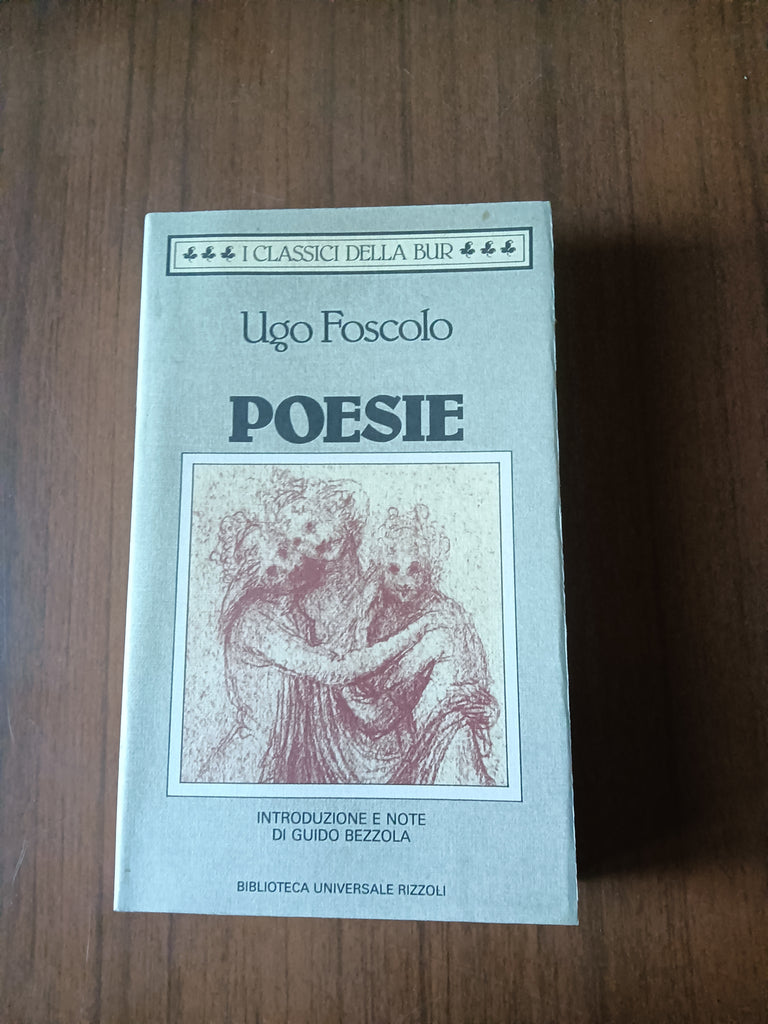 I CLASSICI DELLA BUR
Ugo Foscolo
POESIE
INTRODUZIONE E NOTE
DI GUIDO BEZZOLA
BIBLIOTECA UNIVERSALE RIZZOLI